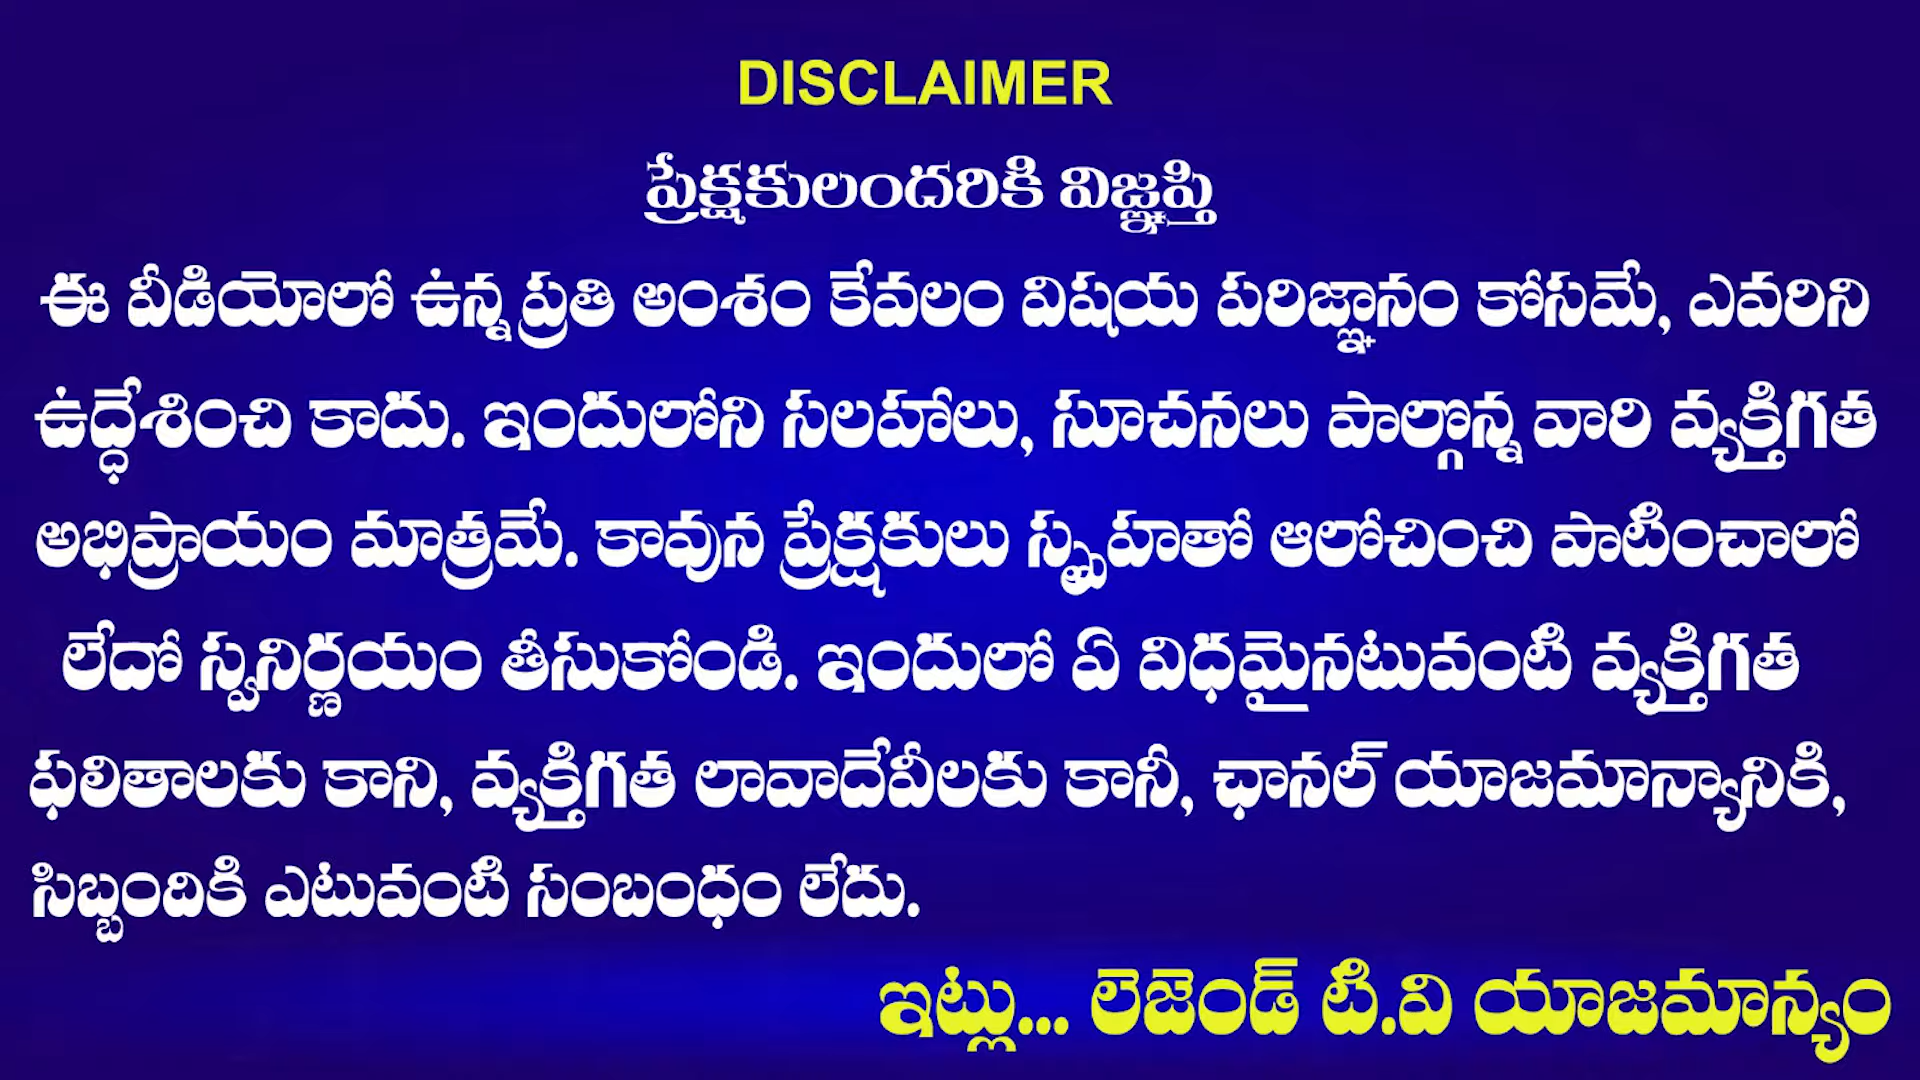 DISCLAIMER
ప్రేక్షకులందరికి విజ్ఞప్తి
ఈ వీడియోలో ఉన్న ప్రతి అంశం కేవలం విషయ పరిజ్ఞానం కోసమే, ఎవరిని
ఉద్ధేశించి కాదు. ఇందులోని సలహాలు, సూచనలు పాల్గొన్న వారి వ్యక్తిగత
అభిప్రాయం మాత్రమే. కావున ప్రేక్షకులు స్పృహతో ఆలోచించి పాటించాలో
లేదో స్వనిర్ణయం తీసుకోండి. ఇందులో ఏ విధమైనటువంటి వ్యక్తిగత
ఫలితాలకు కాని, వ్యక్తిగత లావాదేవీలకు కానీ, ఛానల్ యాజమాన్యానికి,
సిబ్బందికి ఎటువంటి సంబంధం లేదు.
ఇట్లు... లెజెండ్ టి.వి యాజమాన్యం